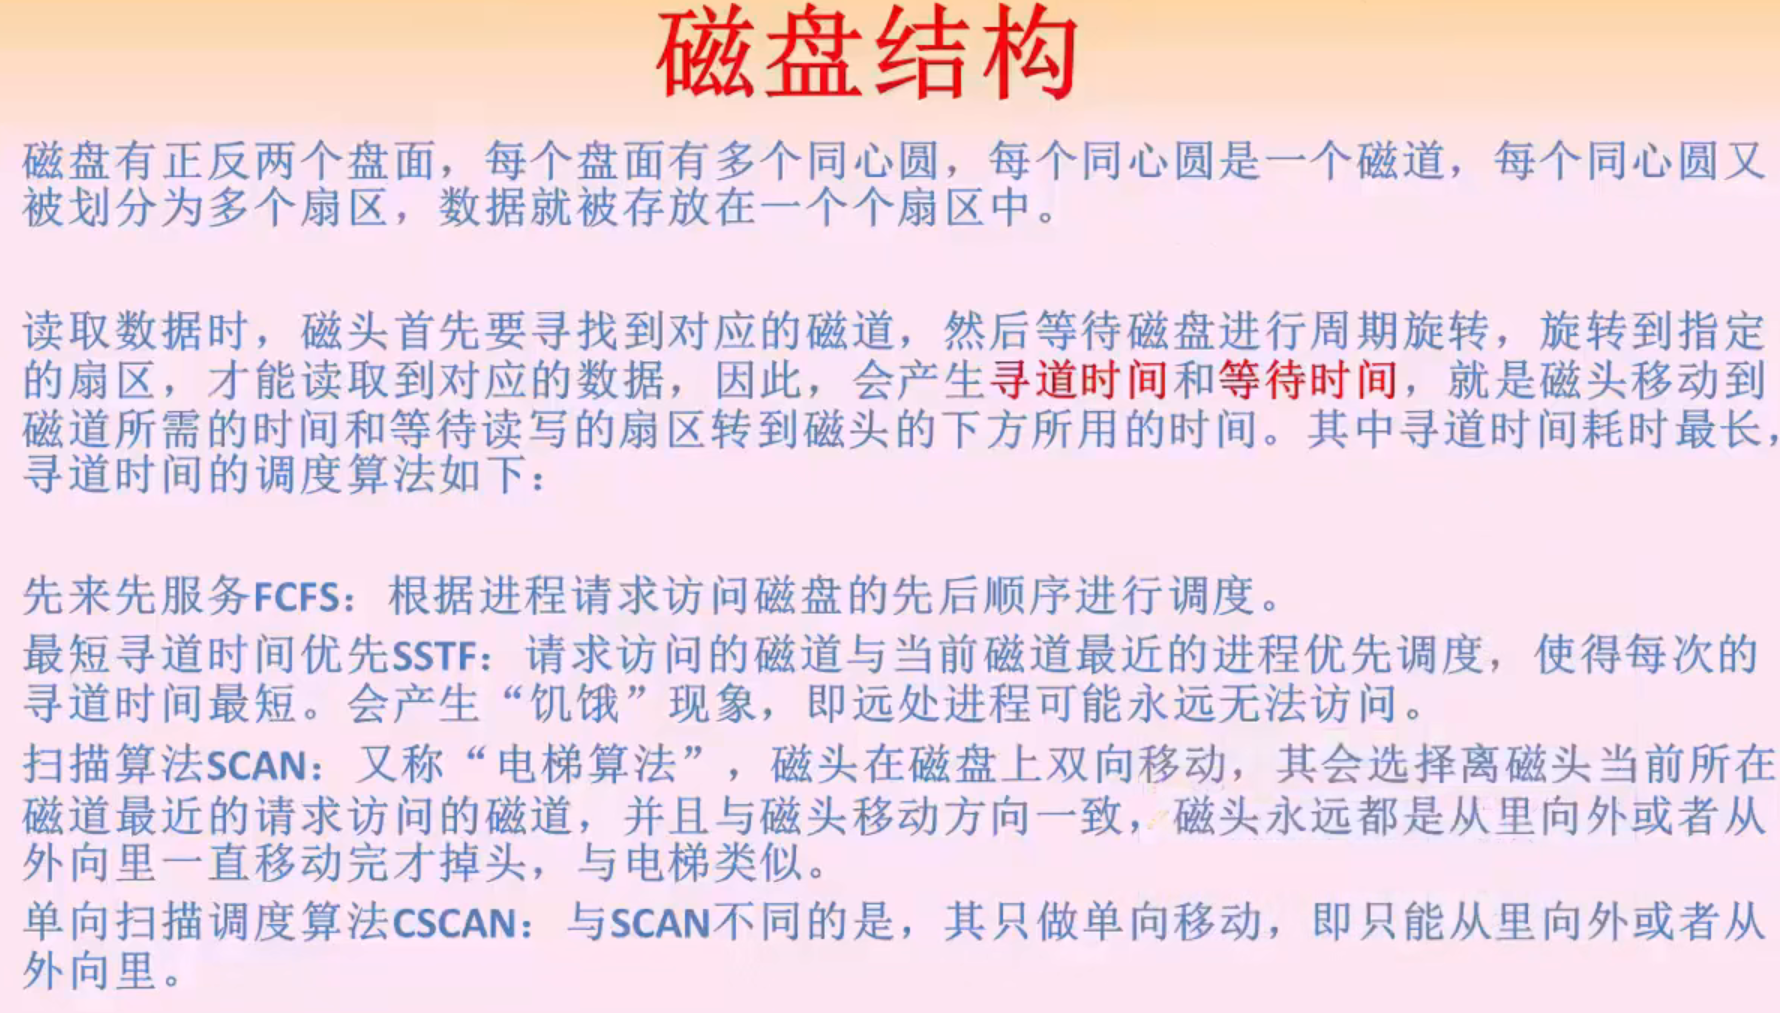 磁盘结构
磁盘有正反两个盘面，每个盘面有多个同心圆，每个同心圆是一个磁道，每个同心圆又
被划分为多个扇区，数据就被存放在一个个扇区中。
读取数据时，磁头首先要寻找到对应的磁道，然后等待磁盘进行周期旋转，旋转到指定
的扇区，才能读取到对应的数据，因此，会产生寻道时间和等待时间，就是磁头移动到
磁道所需的时间和等待读写的扇区转到磁头的下方所用的时间。其中寻道时间耗时最长，
寻道时间的调度算法如下：
先来先服务FCFS：根据进程请求访问磁盘的先后顺序进行调度。
最短寻道时间优先SSTF：请求访问的磁道与当前磁道最近的进程优先调度，使得每次的
寻道时间最短。会产生“饥饿”现象，即远处进程可能永远无法访问。
扫描算法SCAN：又称“电梯算法”，磁头在磁盘上双向移动，其会选择离磁头当前所在
磁道最近的请求访问的磁道，并且与磁头移动方向一致，磁头永远都是从里向外或者从
外向里一直移动完才掉头，与电梯类似。
单向扫描调度算法CSCAN：与SCAN不同的是，其只做单向移动，即只能从里向外或者从
外向里。